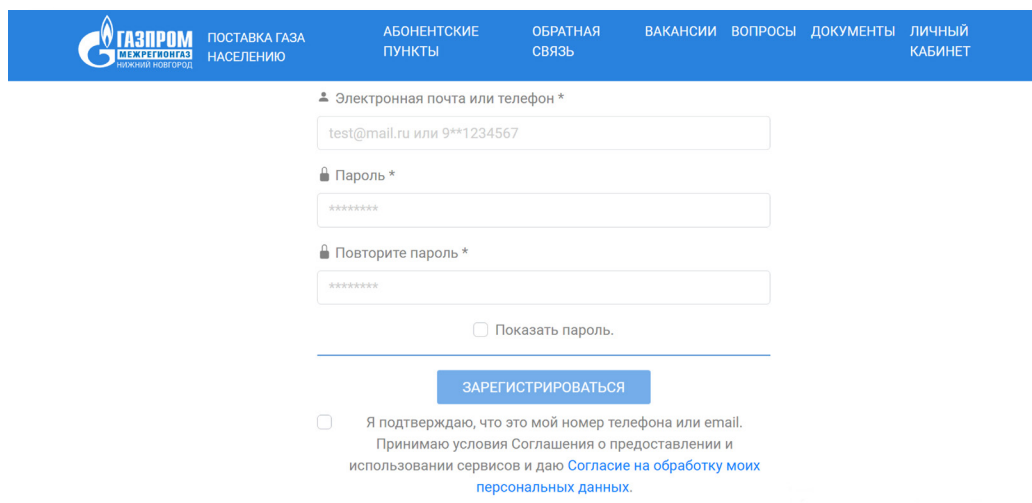 ГАЗПРОМ
МЕЖРЕГИОНГАЗ
НИЖНИЙ НОВГОРОД
ПОСТАВКА ГАЗА
НАСЕЛЕНИЮ
АБОНЕНТСКИЕ
ПУНКТЫ
ОБРАТНАЯ
СВЯЗЬ
ВАКАНСИИ
ВОПРОСЫ
ДОКУМЕНТЫ
ЛИЧНЫЙ
КАБИНЕТ
Электронная почта или телефон *
test@mail.ru или 9**1234567
Пароль *
********
Повторите пароль *
********
Показать пароль.
ЗАРЕГИСТРИРОВАТЬСЯ
Я подтверждаю, что это мой номер телефона или email.
Принимаю условия Соглашения о предоставлении и
использовании сервисов и даю Согласие на обработку моих
персональных данных.